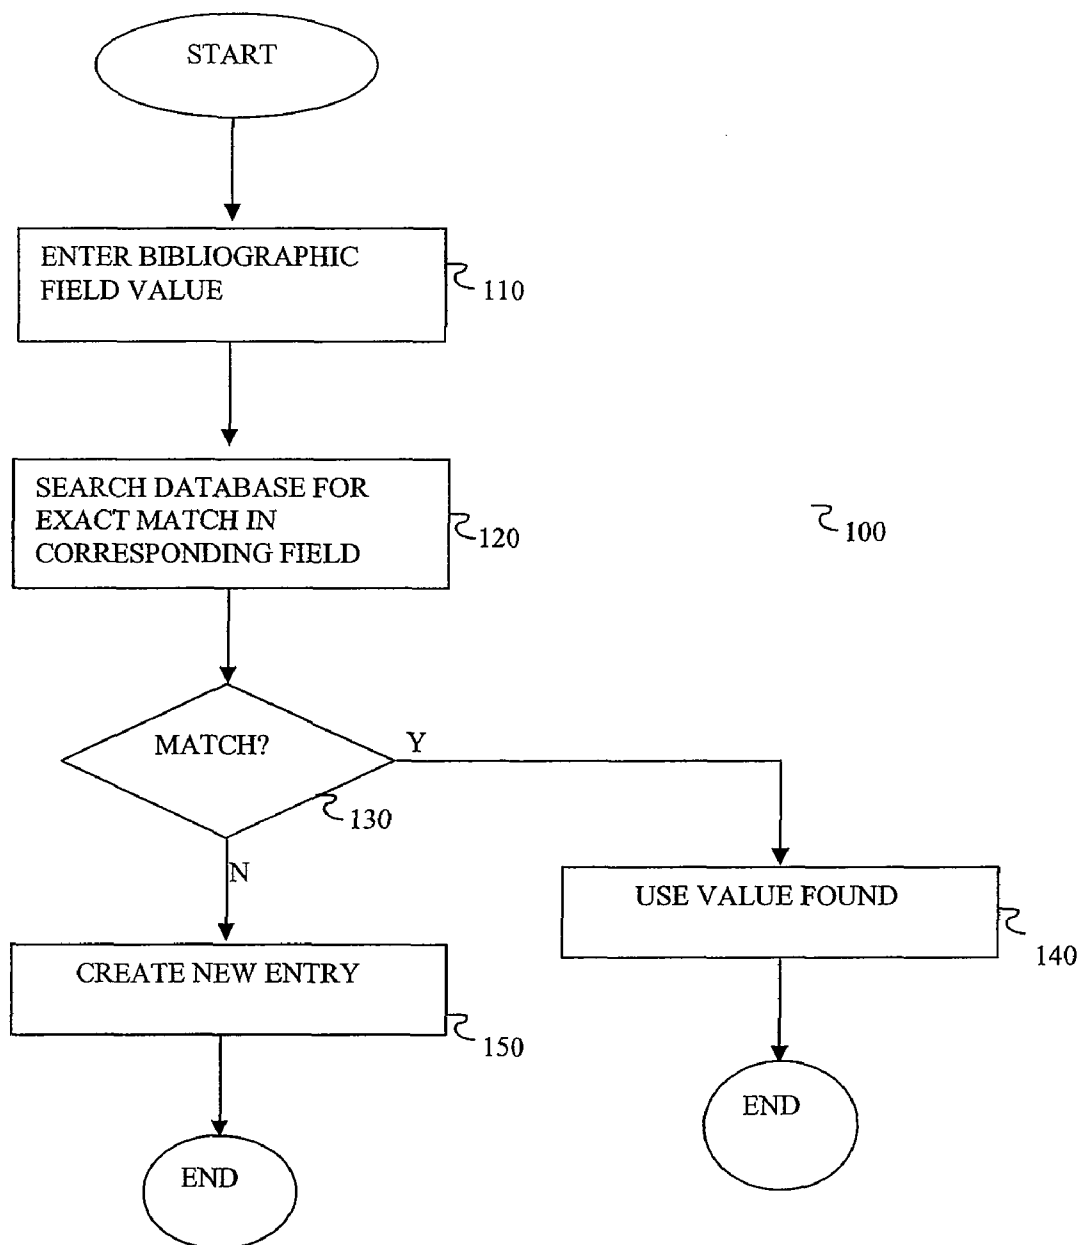 START
ENTER BIBLIOGRAPHIC
FIELD VALUE
110
SEARCH DATABASE FOR
EXACT MATCH IN
CORRESPONDING FIELD
120
100
MATCH?
Y
130
N
USE VALUE FOUND
140
CREATE NEW ENTRY
150
END
END